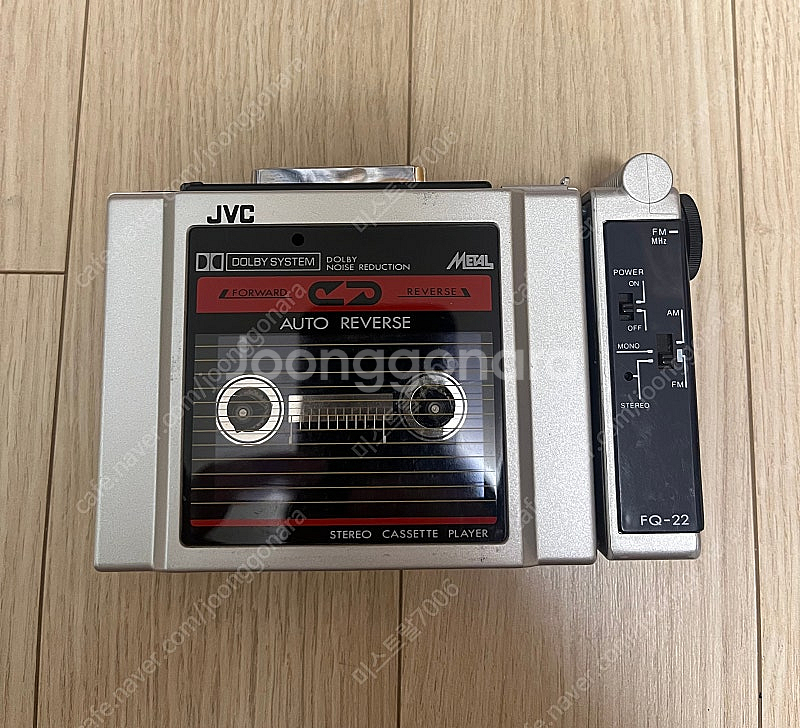 JVC
DOLBY SYSTEM
DOLBY
NOISE REDUCTION
METAL
FORWARD
REVERSE
AUTO REVERSE
STEREO CASSETTE PLAYER
FM
MHz
POWER
ON
OFF
AM
MONO
FM
STEREO
FQ-22
Joonggonara
cafe.naver.com/joonggonara
미스트랄7006